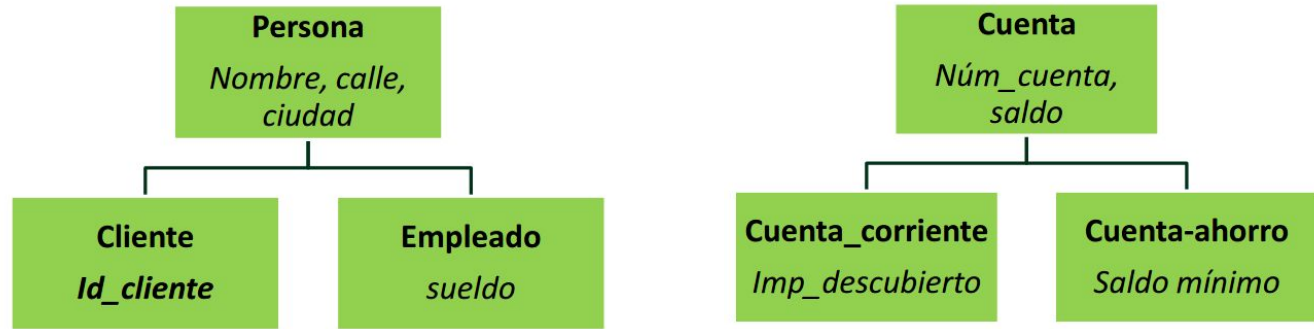 Persona
Nombre, calle,
ciudad
Cliente
Id_cliente
Empleado
sueldo
Cuenta
Núm_cuenta,
saldo
Cuenta_corriente
Imp_descubierto
Cuenta-ahorro
Saldo mínimo